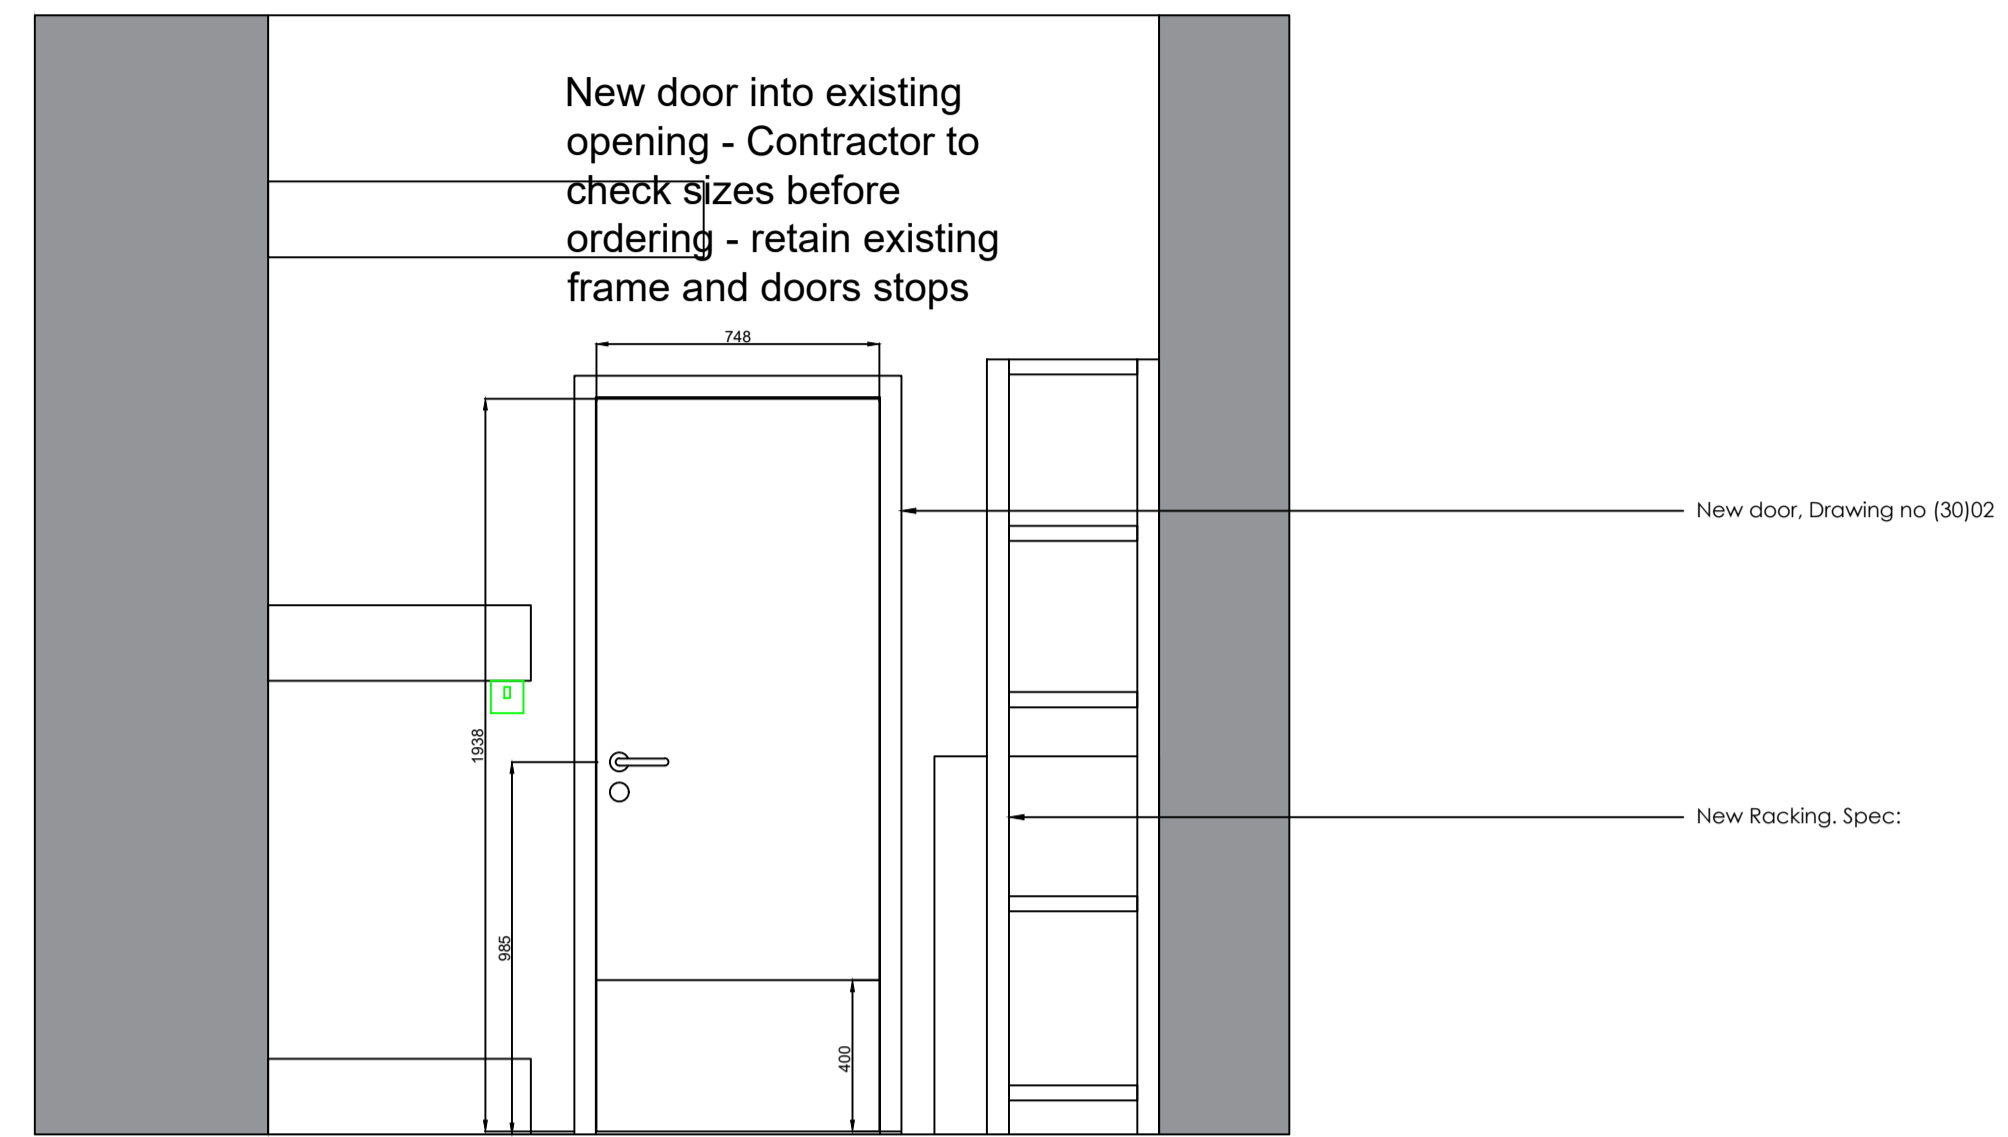 New door into existing
opening - Contractor to
check sizes before
ordering - retain existing
frame and doors stops
748
New door, Drawing no (30)02
1938
New Racking. Spec:
985
400